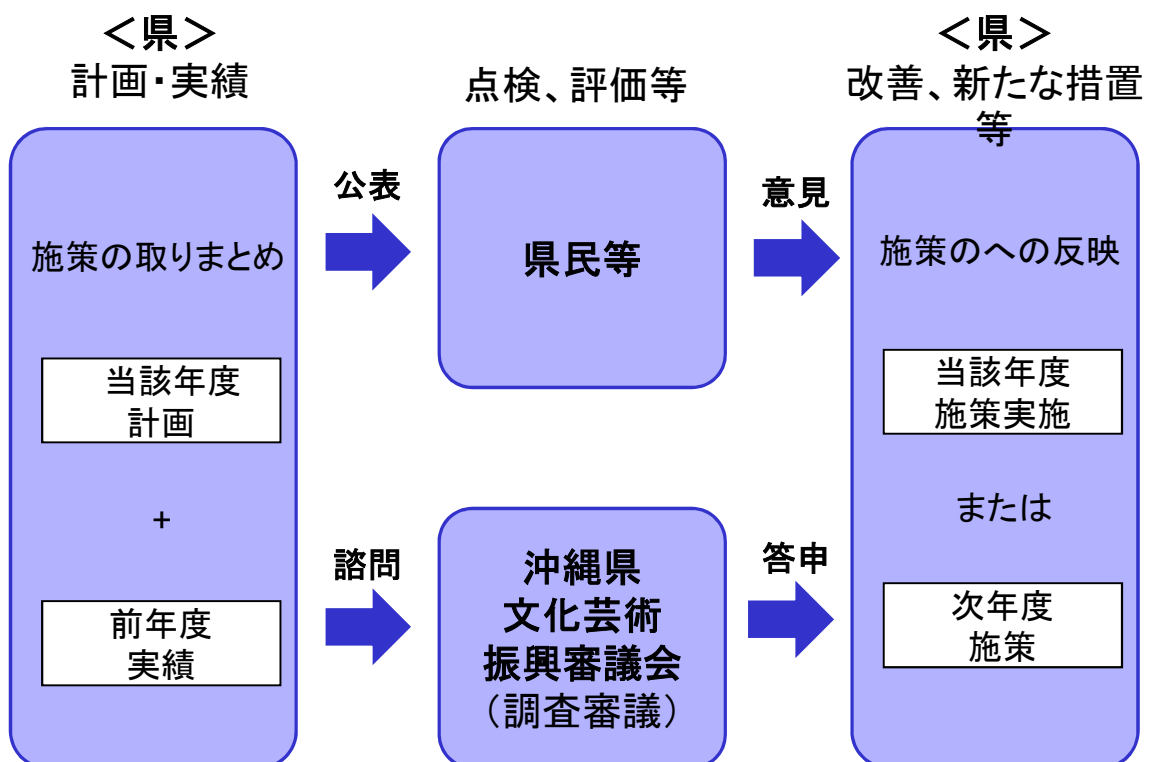 ＜県＞
計画・実績
施策の取りまとめ
当該年度
計画
+
前年度
実績
公表
諮問
点検、評価等
県民等
沖縄県
文化芸術
振興審議会
（調査審議）
意見
答申
＜県＞
改善、新たな措置
等
施策のへの反映
当該年度
施策実施
または
次年度
施策